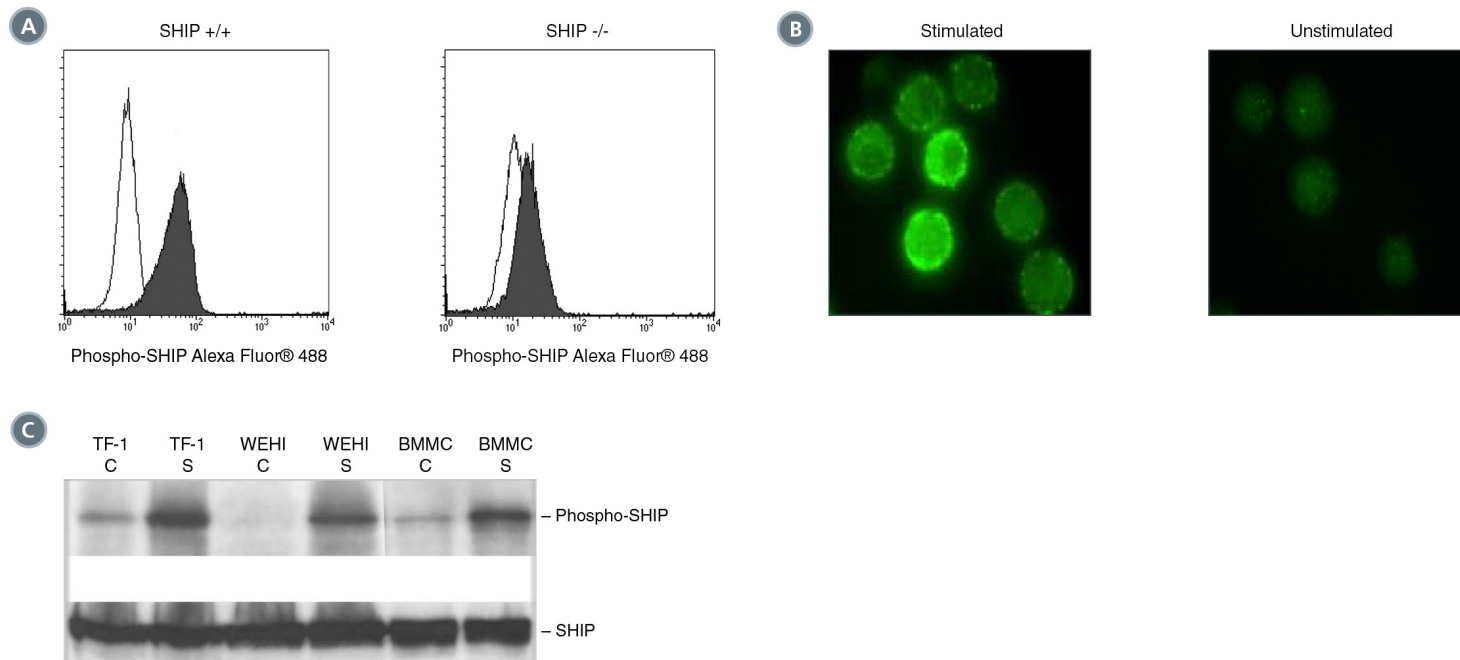 A
SHIP +/+
10⁰ 10¹ 10² 10³ 10⁴
Phospho-SHIP Alexa Fluor® 488
SHIP -/-
10⁰ 10¹ 10² 10³ 10⁴
Phospho-SHIP Alexa Fluor® 488
B
Stimulated
Unstimulated
C
TF-1 TF-1 WEHI WEHI BMMC BMMC
C S C S C S
– Phospho-SHIP
– SHIP